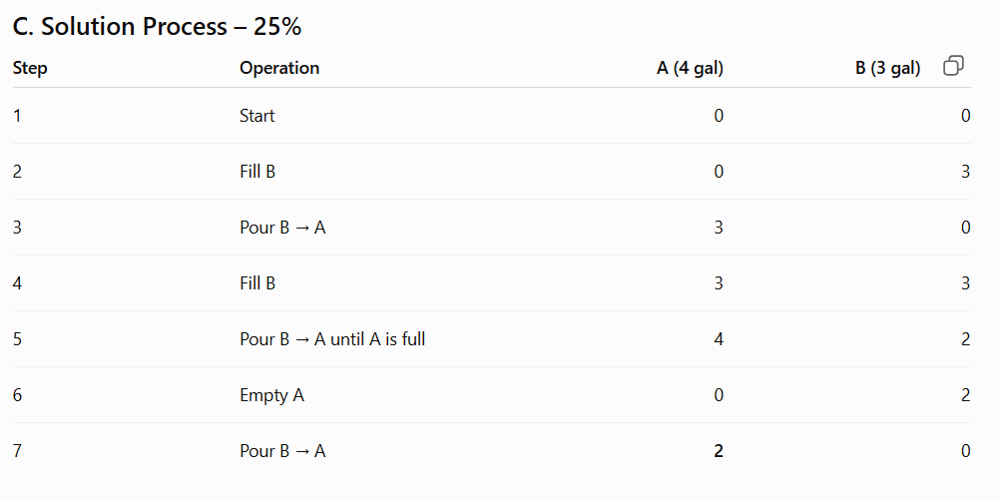 C. Solution Process – 25%
Step Operation A (4 gal) B (3 gal)
1 Start 0 0
2 Fill B 0 3
3 Pour B → A 3 0
4 Fill B 3 3
5 Pour B → A until A is full 4 2
6 Empty A 0 2
7 Pour B → A 2 0